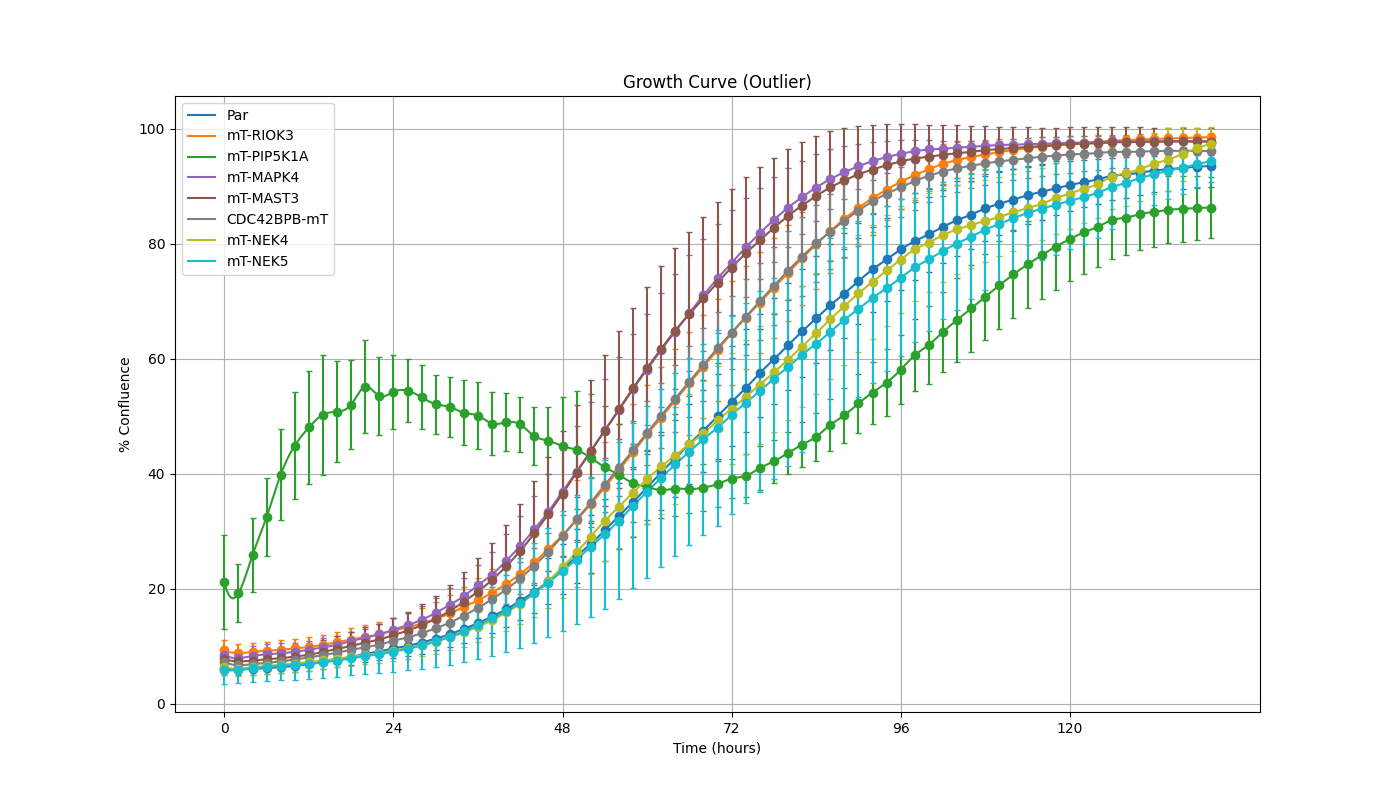 Growth Curve (Outlier)
Par
mT-RIOK3
mT-PIP5K1A
mT-MAPK4
mT-MAST3
CDC42BPB-mT
mT-NEK4
mT-NEK5
% Confluence
100
80
60
40
20
0
0 24 48 72 96 120
Time (hours)